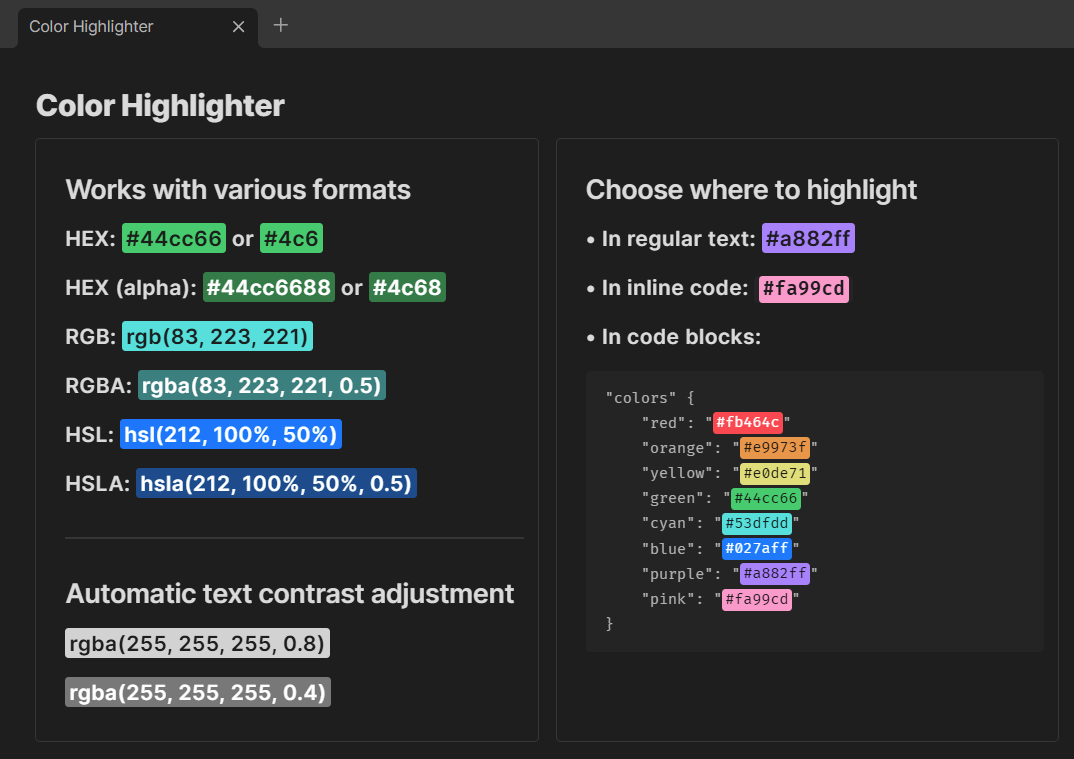 Color Highlighter
Color Highlighter
Works with various formats
HEX: #44cc66 or #4c6
HEX (alpha): #44cc6688 or #4c68
RGB: rgb(83, 223, 221)
RGBA: rgba(83, 223, 221, 0.5)
HSL: hsl(212, 100%, 50%)
HSLA: hsla(212, 100%, 50%, 0.5)
Automatic text contrast adjustment
rgba(255, 255, 255, 0.8)
rgba(255, 255, 255, 0.4)
Choose where to highlight
• In regular text: #a882ff
• In inline code: #fa99cd
• In code blocks:
"colors" {
    "red": "#fb464c"
    "orange": "#e9973f"
    "yellow": "#e0de71"
    "green": "#44cc66"
    "cyan": "#53dfdd"
    "blue": "#027aff"
    "purple": "#a882ff"
    "pink": "#fa99cd"
}